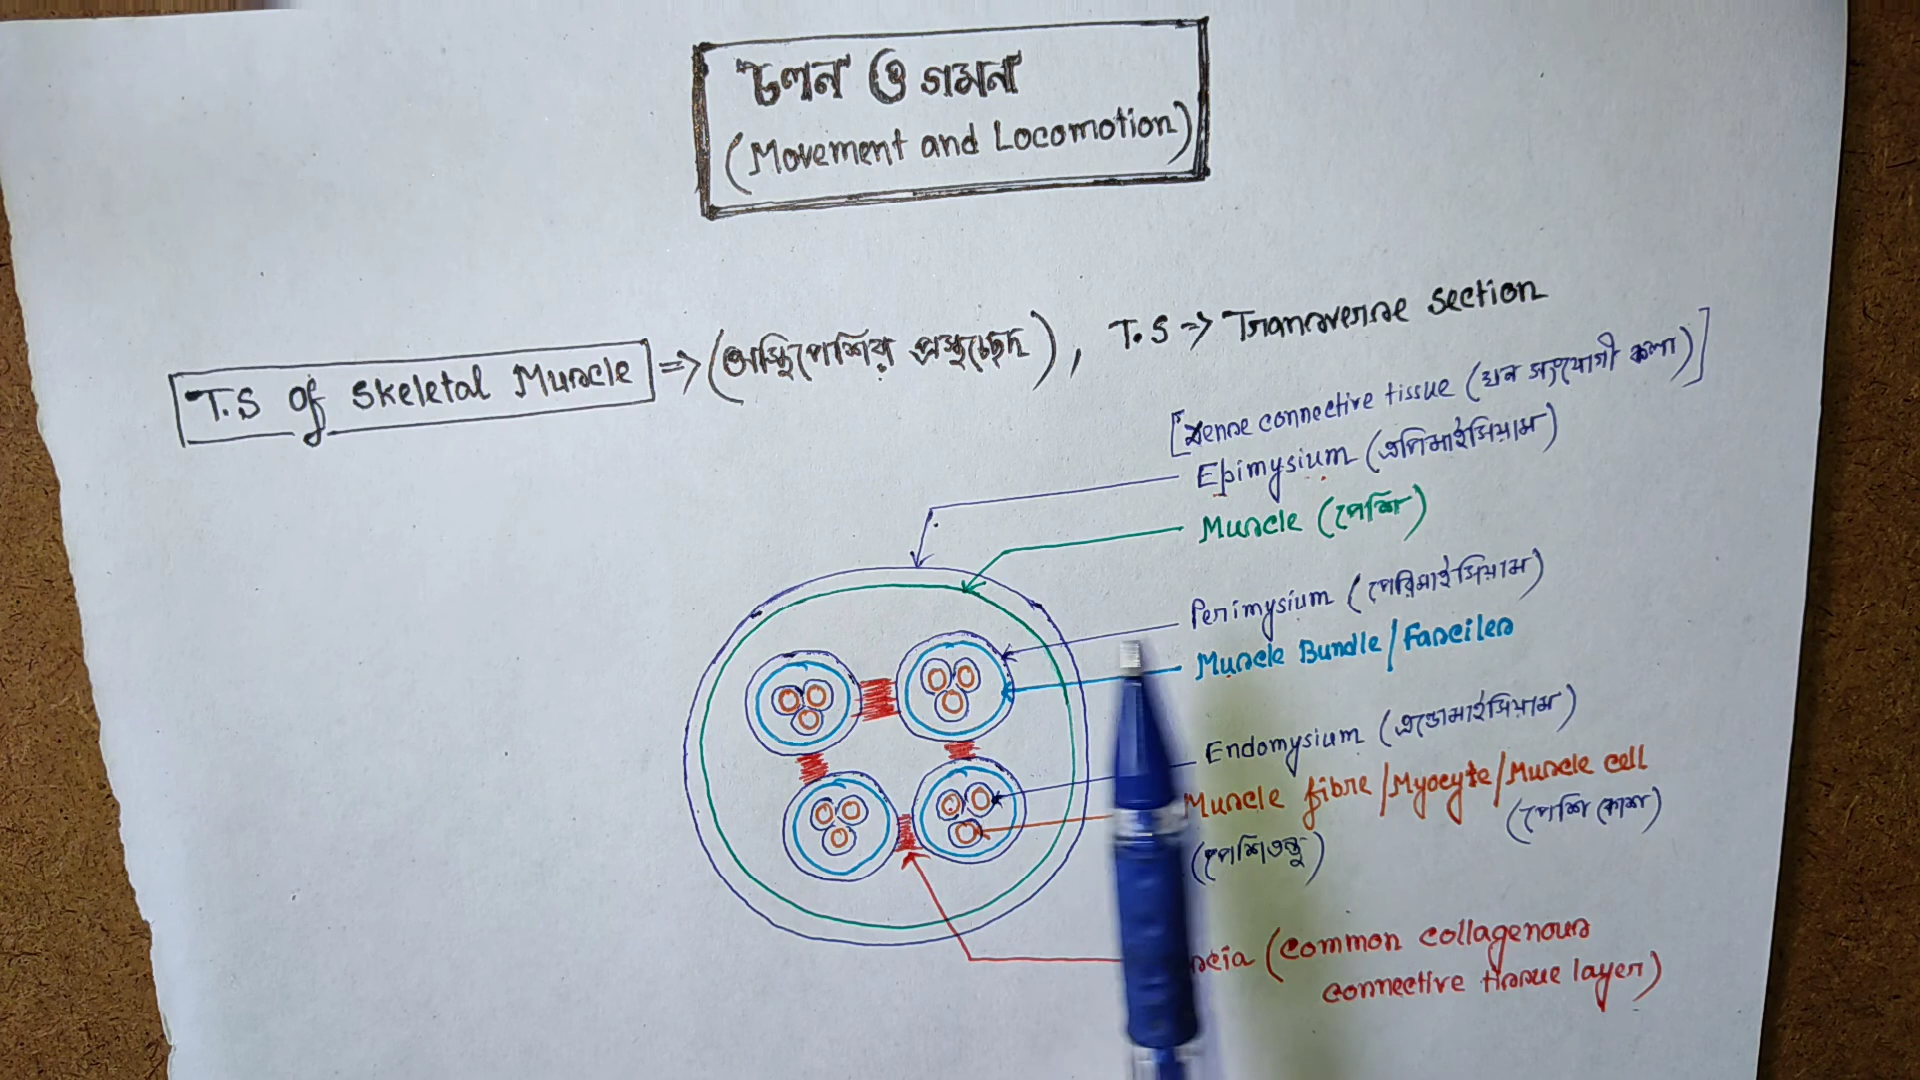 চলন ও গমন
(Movement and Locomotion)
T.S of Skeletal Muscle => (অস্থিপেশির প্রস্থচ্ছেদ), T.S => Transverse section
[Dense connective tissue (ঘন সংযোগী কলা)]
Epimysium (এপিমাইসিয়াম)
Muscle (পেশি)
Perimysium (পেরিমাইসিয়াম)
Muscle Bundle/Fascicles
Endomysium (এন্ডোমাইসিয়াম)
Muscle fibre/Myocyte/Muscle cell
(পেশি কোশ)
(পেশিতন্তু)
(common collagenous
connective tissue layer)